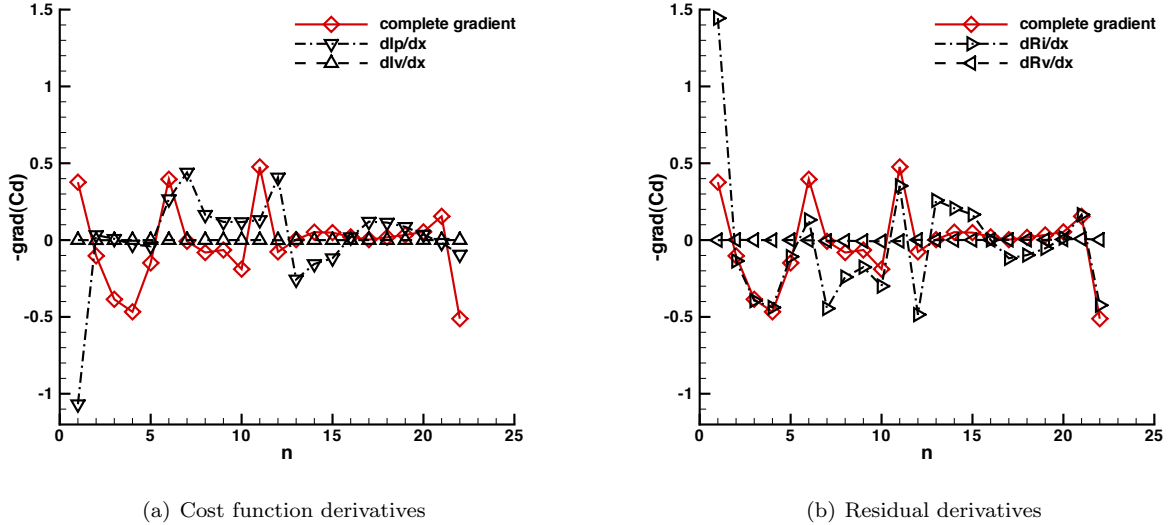 complete gradient
dIp/dx
dIv/dx
1.5
1
0.5
0
-0.5
-1
-grad(Cd)
0
5
10
15
20
25
n
(a) Cost function derivatives
complete gradient
dRi/dx
dRv/dx
1.5
1
0.5
0
-0.5
-1
-grad(Cd)
0
5
10
15
20
25
n
(b) Residual derivatives